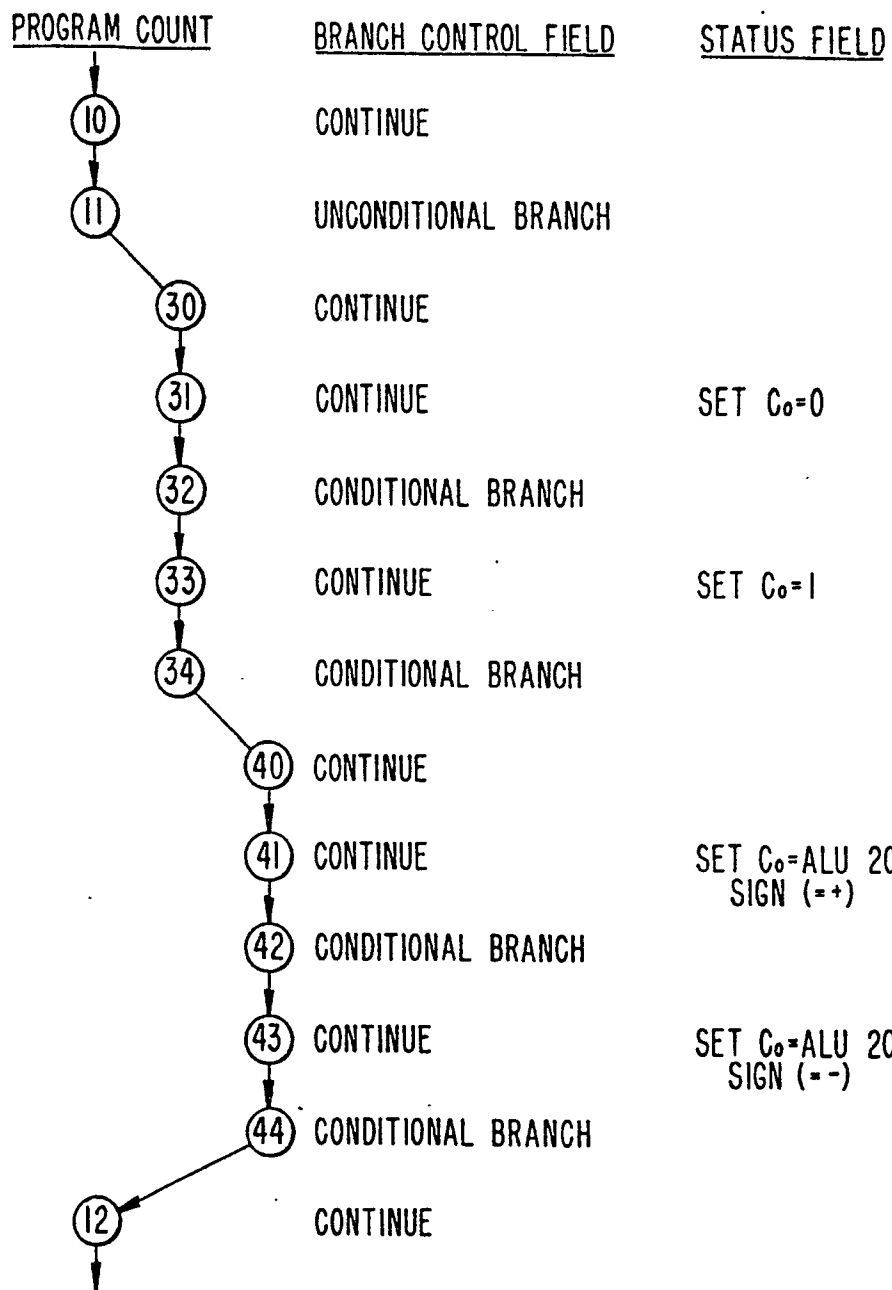 PROGRAM COUNT BRANCH CONTROL FIELD STATUS FIELD
10 CONTINUE
11 UNCONDITIONAL BRANCH
30 CONTINUE
31 CONTINUE SET C₀=0
32 CONDITIONAL BRANCH
33 CONTINUE SET C₀=1
34 CONDITIONAL BRANCH
40 CONTINUE
41 CONTINUE SET C₀=ALU 20
SIGN (=+)
42 CONDITIONAL BRANCH
43 CONTINUE SET C₀=ALU 20
SIGN (=-)
44 CONDITIONAL BRANCH
12 CONTINUE